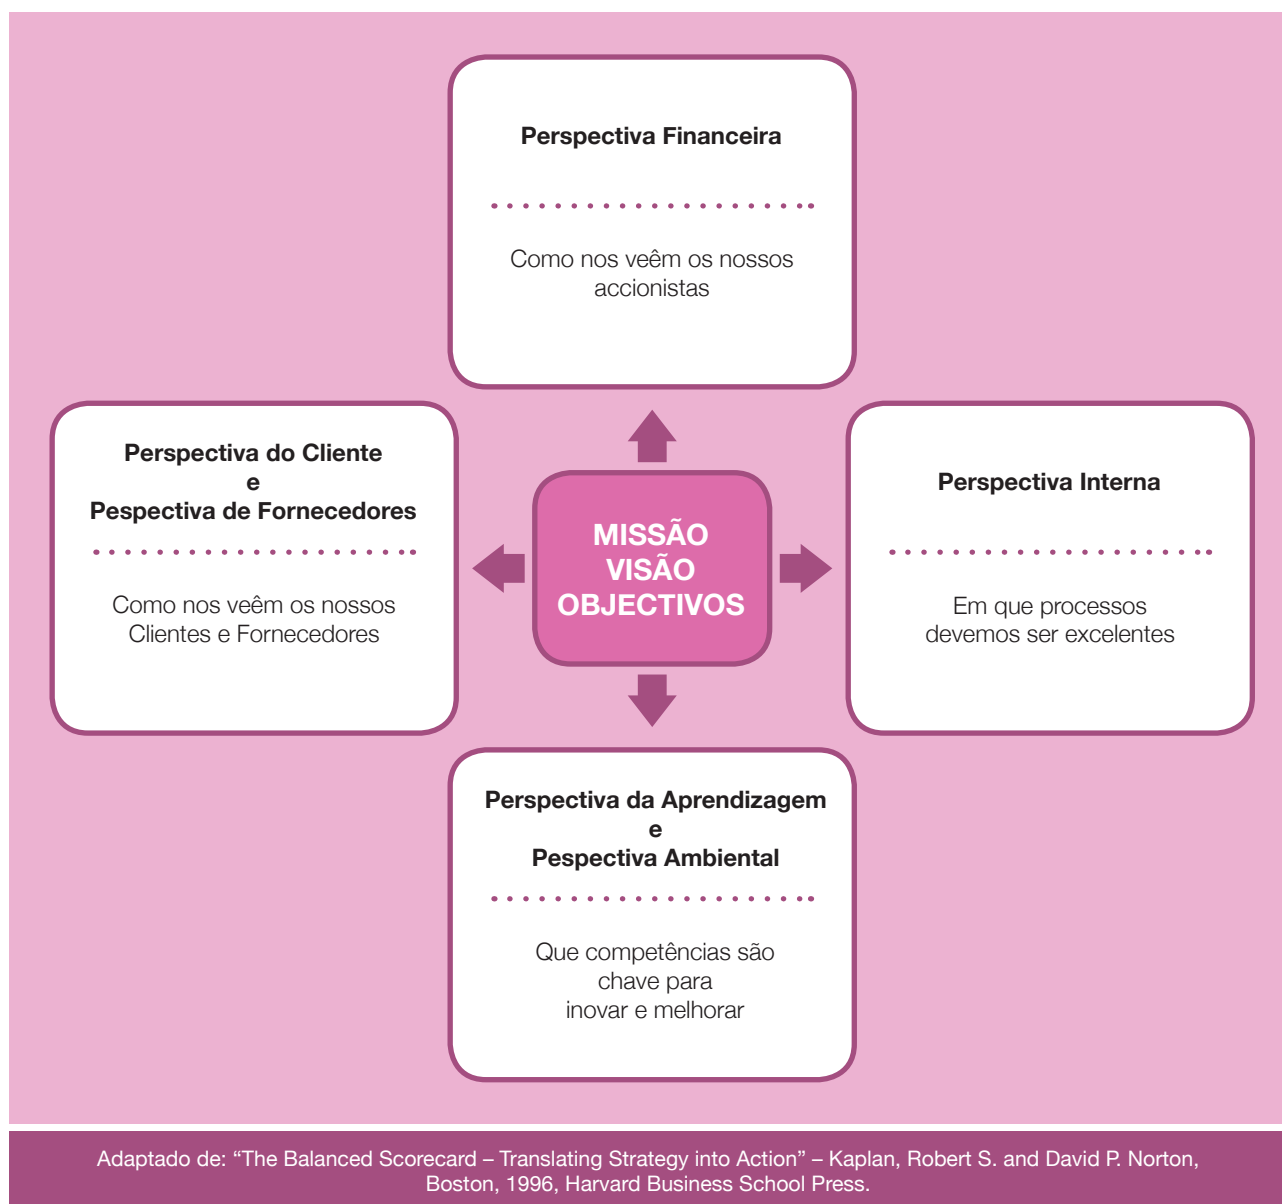 Perspectiva Financeira
Como nos veêm os nossos
accionistas
Perspectiva do Cliente
e
Pespectiva de Fornecedores
Como nos veêm os nossos
Clientes e Fornecedores
MISSÃO
VISÃO
OBJECTIVOS
Perspectiva Interna
Em que processos
devemos ser excelentes
Perspectiva da Aprendizagem
e
Pespectiva Ambiental
Que competências são
chave para
inovar e melhorar
Adaptado de: “The Balanced Scorecard – Translating Strategy into Action” – Kaplan, Robert S. and David P. Norton,
Boston, 1996, Harvard Business School Press.